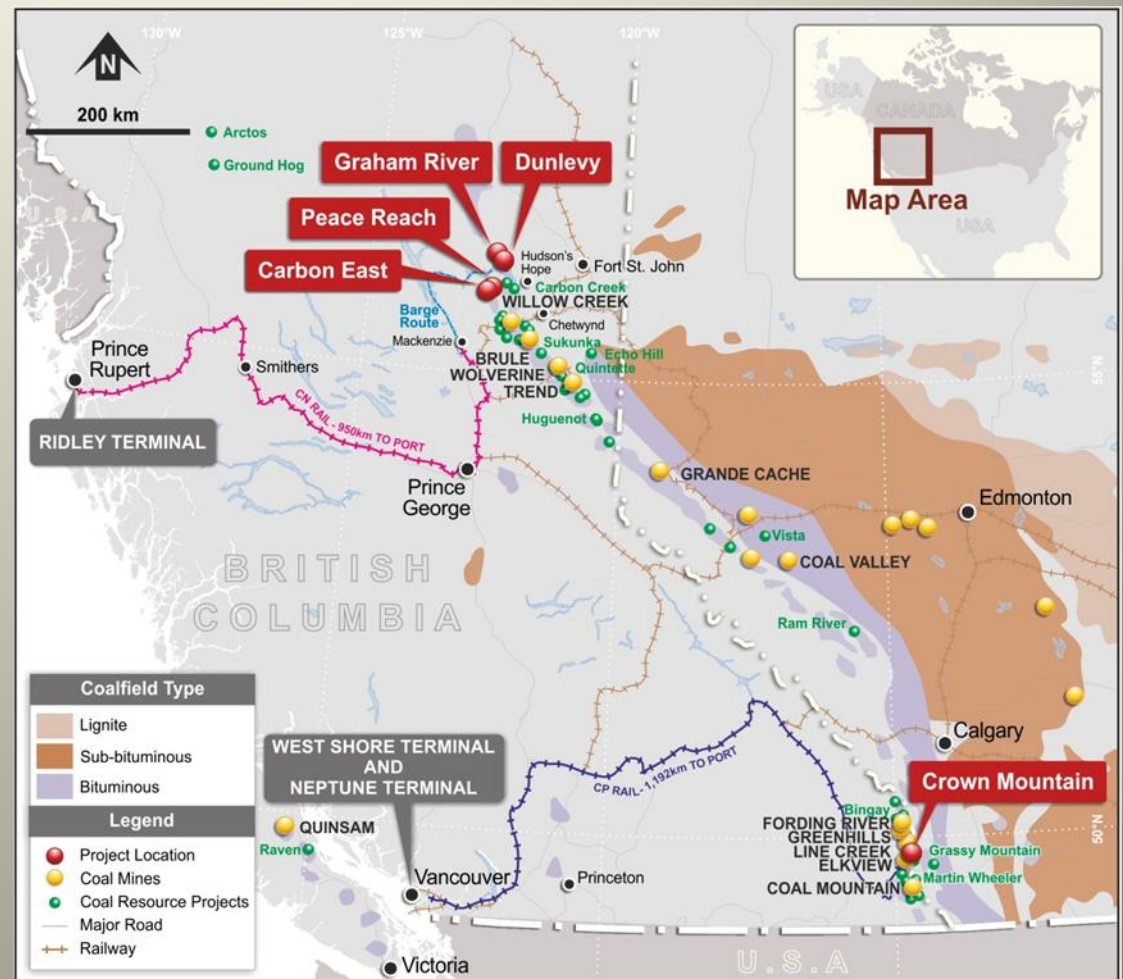 130°W
125°W
120°W
N
200 km
Arctos
Ground Hog
U.S.A
Graham River
Dunlevy
Peace Reach
Carbon East
Hudson's
Hope
Fort St. John
Carbon Creek
WILLOW CREEK
Chetwynd
Barge
Route
Mackenzie
Sukunka
BRULE
Echo Hill
WOLVERINE
Quintette
TREND
Huguenot
55°N
Prince
Rupert
Smithers
CN RAIL - 950km TO PORT
RIDLEY TERMINAL
Prince
George
GRANDE CACHE
Edmonton
Vista
COAL VALLEY
Ram River
BRITISH
COLUMBIA
Calgary
USA
CANADA
Map Area
USA
Coalfield Type
Lignite
Sub-bituminous
Bituminous
Legend
Project Location
Coal Mines
Coal Resource Projects
Major Road
Railway
WEST SHORE TERMINAL
AND
NEPTUNE TERMINAL
CP RAIL - 1,192km TO PORT
QUINSAM
Raven
Vancouver
Princeton
Victoria
Crown Mountain
Bingay
FORDING RIVER
GREENHILLS
LINE CREEK
Grassy Mountain
ELKVIEW
Martin Wheeler
COAL MOUNTAIN
50°N
U.S.A